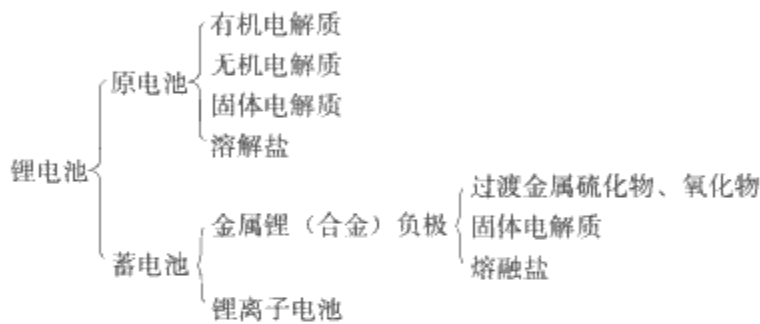 有机电解质
无机电解质
原电池
固体电解质
溶解盐
锂电池
过渡金属硫化物、氧化物
金属锂（合金）负极
固体电解质
蓄电池
熔融盐
锂离子电池